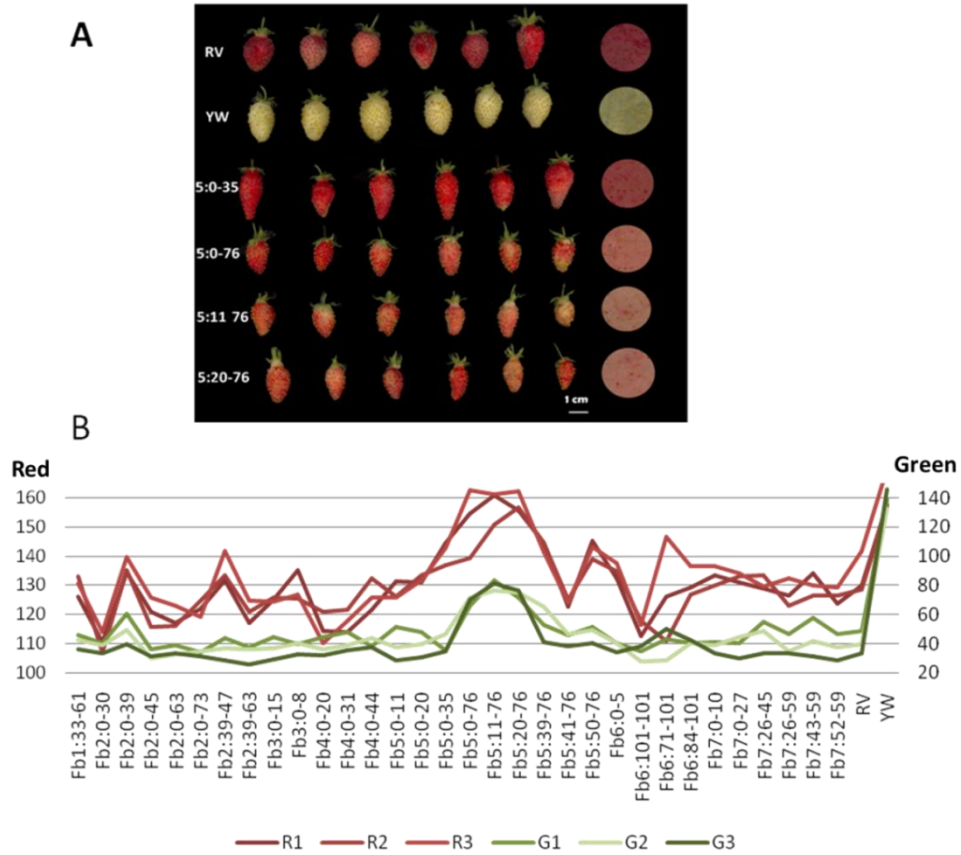 A
RV
YW
5:0-35
5:0-76
5:11 76
5:20-76
1 cm
B
Red
Green
160
150
140
130
120
110
100
140
120
100
80
60
40
20
Fb1:33-61
Fb2:0-30
Fb2:0-39
Fb2:0-45
Fb2:0-63
Fb2:0-73
Fb2:39-47
Fb2:39-63
Fb3:0-15
Fb3:0-8
Fb4:0-20
Fb4:0-31
Fb4:0-44
Fb5:0-11
Fb5:0-20
Fb5:0-35
Fb5:0-76
Fb5:11-76
Fb5:20-76
Fb5:39-76
Fb5:41-76
Fb5:50-76
Fb6:0-5
Fb6:101-101
Fb6:71-101
Fb6:84-101
Fb7:0-10
Fb7:0-27
Fb7:26-45
Fb7:26-59
Fb7:43-59
Fb7:52-59
RV
YW
R1 R2 R3 G1 G2 G3